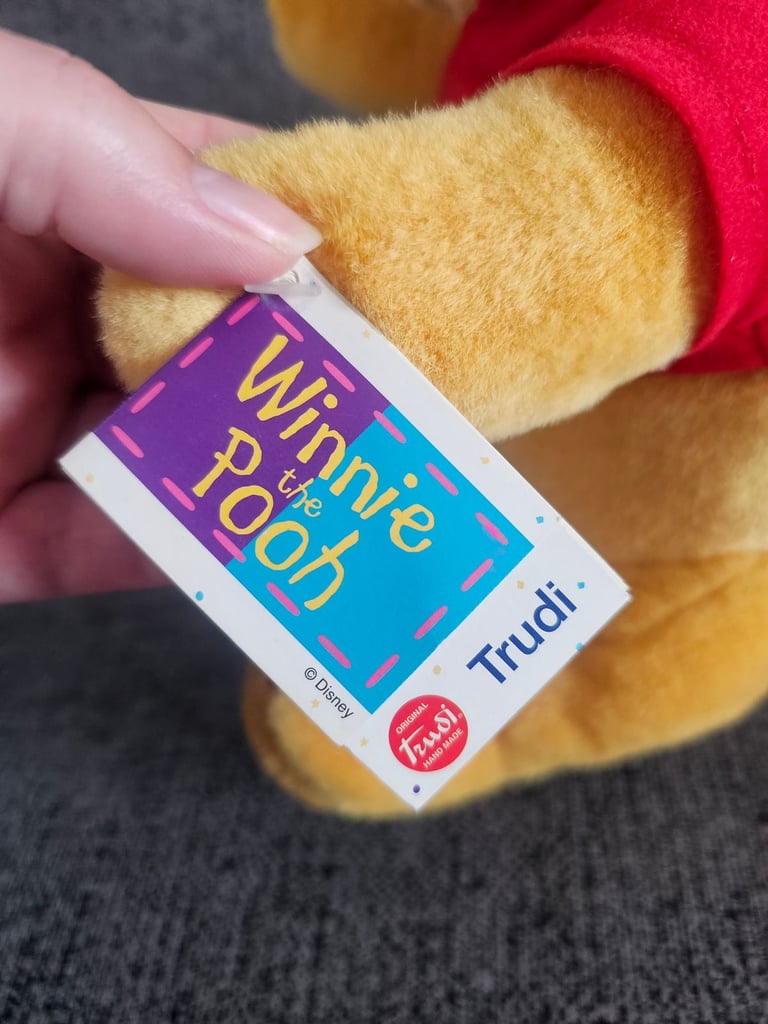 Winnie
the
Pooh
© Disney
Trudi
ORIGINAL
Trudi®
HAND MADE